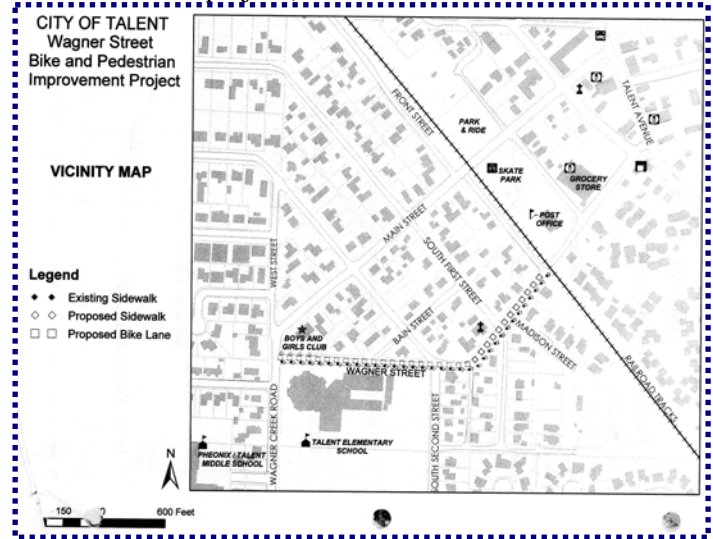 CITY OF TALENT
Wagner Street
Bike and Pedestrian
Improvement Project
VICINITY MAP
Legend
Existing Sidewalk
Proposed Sidewalk
Proposed Bike Lane
N
150
600 Feet
FRONT STREET
PARK
& RIDE
TALENT AVENUE
SKATE
PARK
GROCERY
STORE
POST
OFFICE
MAIN STREET
WEST STREET
SOUTH FIRST STREET
BAIN STREET
MADISON STREET
BOYS AND
GIRLS CLUB
WAGNER STREET
RAILROAD TRACKS
WAGNER CREEK ROAD
SOUTH SECOND STREET
PHEONIX / TALENT
MIDDLE SCHOOL
TALENT ELEMENTARY
SCHOOL